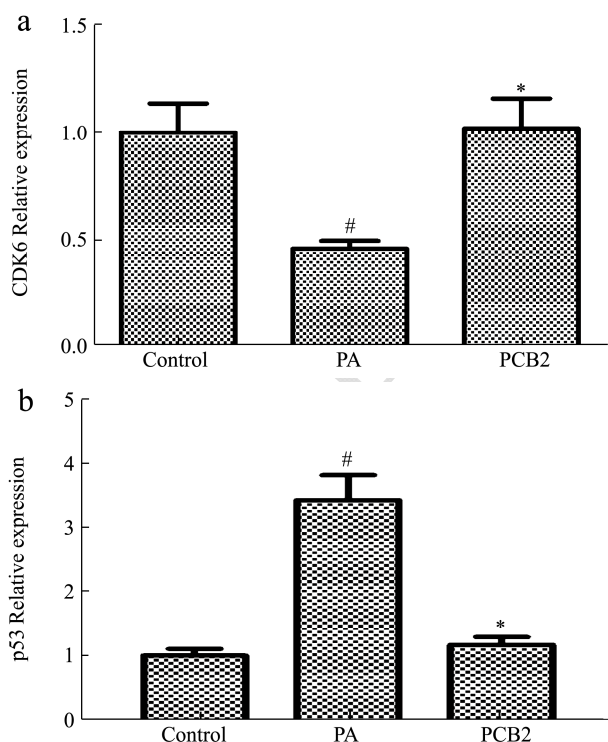 a
CDK6 Relative expression
1.5
1.0
0.5
0.0
#
*
Control PA PCB2
b
p53 Relative expression
5
4
3
2
1
0
#
*
Control PA PCB2